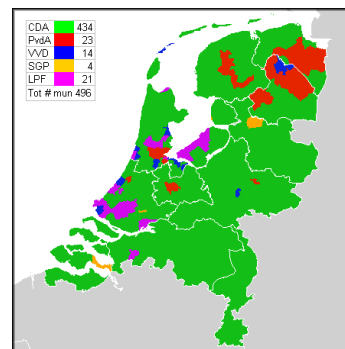 CDA 434
PvdA 23
VVD 14
SGP 4
LPF 21
Tot # mun 496